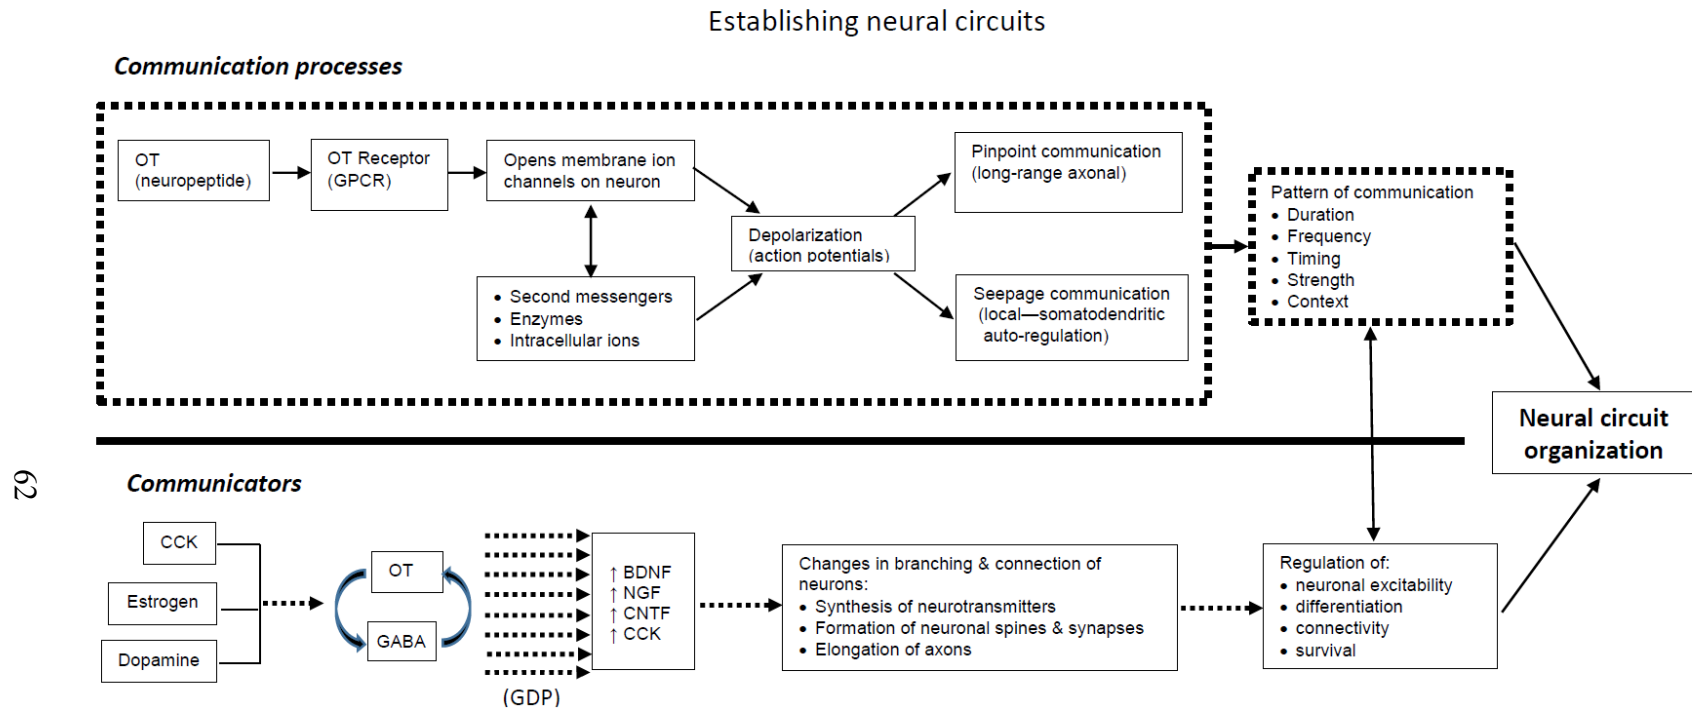 Establishing neural circuits
Communication processes
OT
(neuropeptide)
OT Receptor
(GPCR)
Opens membrane ion
channels on neuron
• Second messengers
• Enzymes
• Intracellular ions
Depolarization
(action potentials)
Pinpoint communication
(long-range axonal)
Seepage communication
(local—somatodendritic
auto-regulation)
Pattern of communication
• Duration
• Frequency
• Timing
• Strength
• Context
Neural circuit
organization
62
Communicators
CCK
Estrogen
Dopamine
OT
GABA
(GDP)
↑ BDNF
↑ NGF
↑ CNTF
↑ CCK
Changes in branching & connection of
neurons:
• Synthesis of neurotransmitters
• Formation of neuronal spines & synapses
• Elongation of axons
Regulation of:
• neuronal excitability
• differentiation
• connectivity
• survival